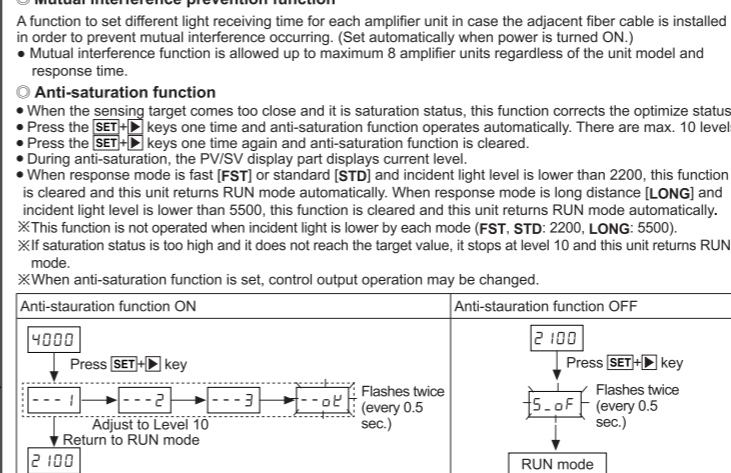 ◎ Mutual interference prevention function
A function to set different light receiving time for each amplifier unit in case the adjacent fiber cable is installed
in order to prevent mutual interference occurring. (Set automatically when power is turned ON.)
● Mutual interference function is allowed up to maximum 8 amplifier units regardless of the unit model and
response time.
◎ Anti-saturation function
● When the sensing target comes too close and it is saturation status, this function corrects the optimize status
● Press the SET+▶ keys one time and anti-saturation function operates automatically. There are max. 10 level
● Press the SET+▶ keys one time again and anti-saturation function is cleared.
● During anti-saturation, the PV/SV display part displays current level.
● When response mode is fast [FST] or standard [STD] and incident light level is lower than 2200, this function
is cleared and this unit returns RUN mode automatically. When response mode is long distance [LONG] and
incident light level is lower than 5500, this function is cleared and this unit returns RUN mode automatically.
※This function is not operated when incident light is lower by each mode (FST, STD: 2200, LONG: 5500).
※If saturation status is too high and it does not reach the target value, it stops at level 10 and this unit returns RUN
mode.
※When anti-saturation function is set, control output operation may be changed.
Anti-stauration function ON
Anti-stauration function OFF
4000
Press SET+▶ key
--- 1
---2
---3
--oK
Flashes twice
(every 0.5
sec.)
Adjust to Level 10
Return to RUN mode
2100
2100
Press SET+▶ key
S_oF
Flashes twice
(every 0.5
sec.)
RUN mode